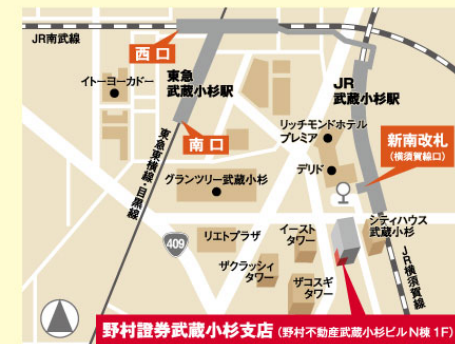 JR南武線
西口
東急
武蔵小杉駅
イトーヨーカドー
JR
武蔵小杉駅
リッチモンドホテル
プレミア
新南改札
(横須賀線口)
南口
デリド
東急東横線・目黒線
グランツリー武蔵小杉
409
リエトプラザ
イースト
タワー
シティハウス
武蔵小杉
ザクラッシィ
タワー
ザコスギ
タワー
JR横須賀線
野村證券武蔵小杉支店 (野村不動産武蔵小杉ビルN棟 1F)